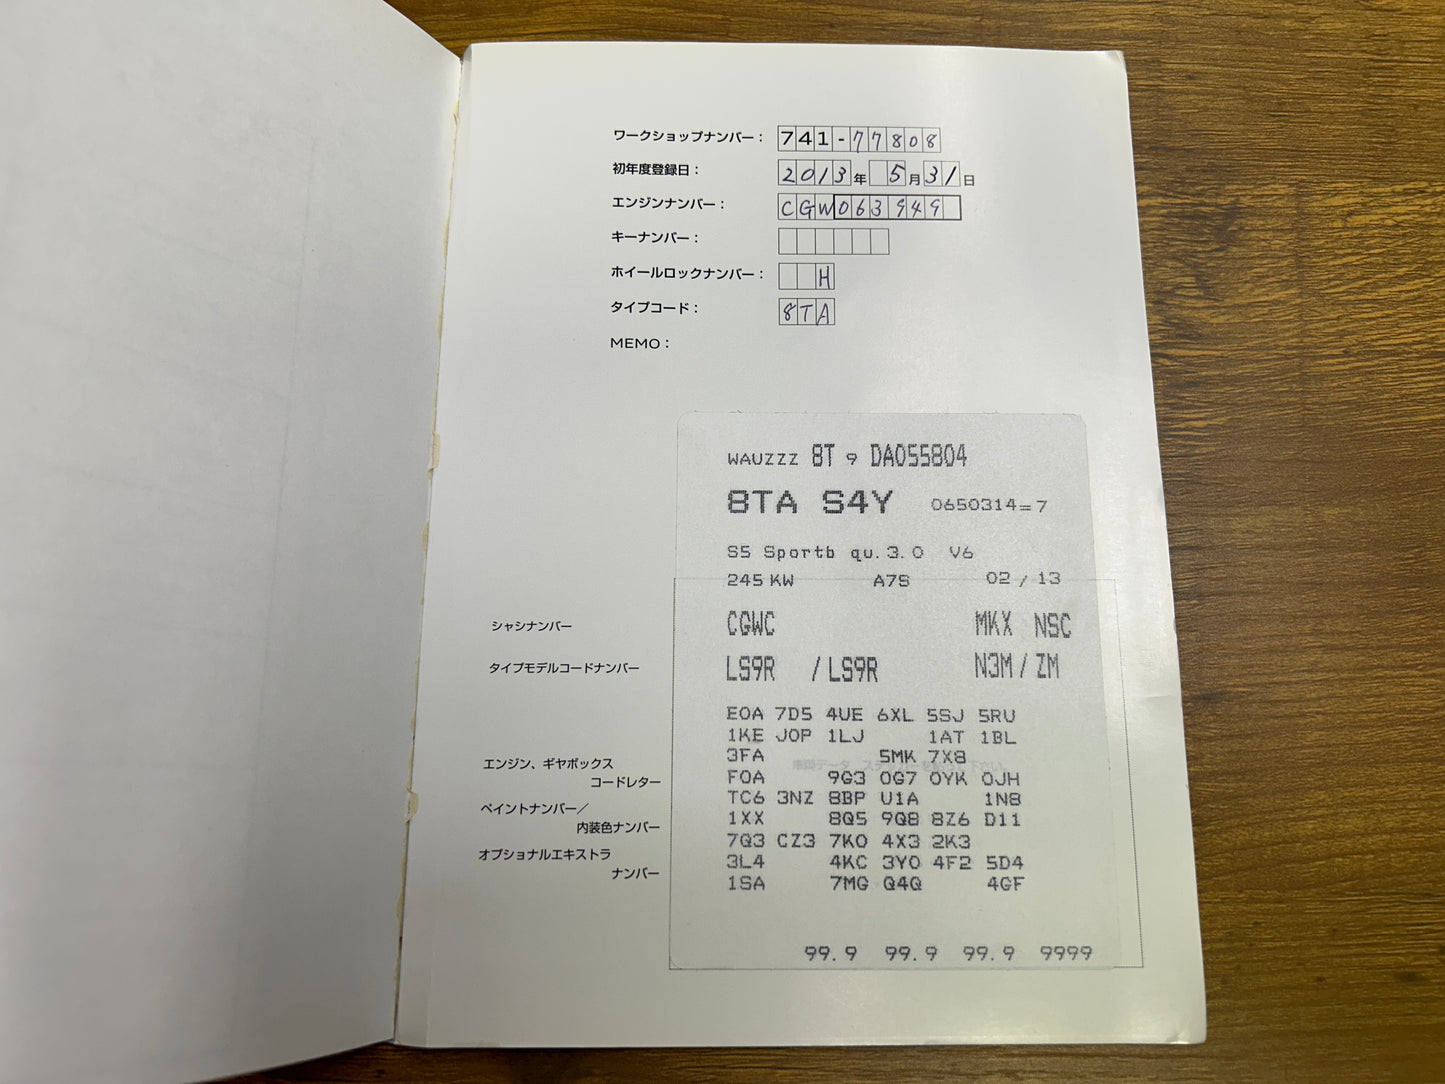 ワークショップナンバー： 741-77808
初年度登録日： 2013年 5月31日
エンジンナンバー： CGW063949
キーナンバー：
ホイールロックナンバー： H
タイプコード： 8TA
MEMO：
WAUZZZ 8T 9 DA055804
8TA S4Y 0650314=7
S5 Sportb qu.3.0 V6
245KW A7S 02/13
シャシナンバー CGWC MKX NSC
タイプモデルコードナンバー LS9R /LS9R N3M/ZM
E0A 7D5 4UE 6XL 5SJ 5RU
1KE J0P 1LJ 1AT 1BL
3FA 5MK 7X8
エンジン、ギヤボックス
コードレター
F0A 9G3 0G7 0YK 0JH
TC6 3NZ 8BP U1A 1N8
ペイントナンバー／
内装色ナンバー
1XX 8Q5 9Q8 8Z6 D11
7Q3 CZ3 7K0 4X3 2K3
オプショナルエキストラ
ナンバー
3L4 4KC 3Y0 4F2 5D4
1SA 7MG Q4Q 4GF
99.9 99.9 99.9 9999